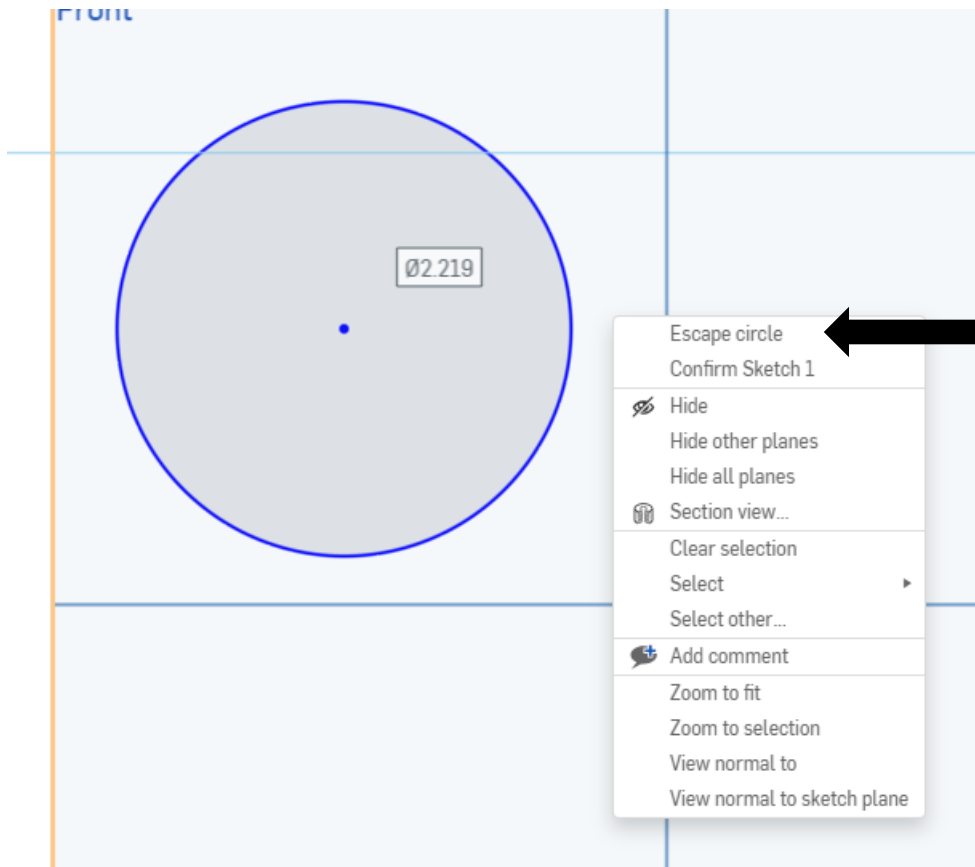 Front
Ø2.219
Escape circle
Confirm Sketch 1
Hide
Hide other planes
Hide all planes
Section view...
Clear selection
Select
Select other...
Add comment
Zoom to fit
Zoom to selection
View normal to
View normal to sketch plane